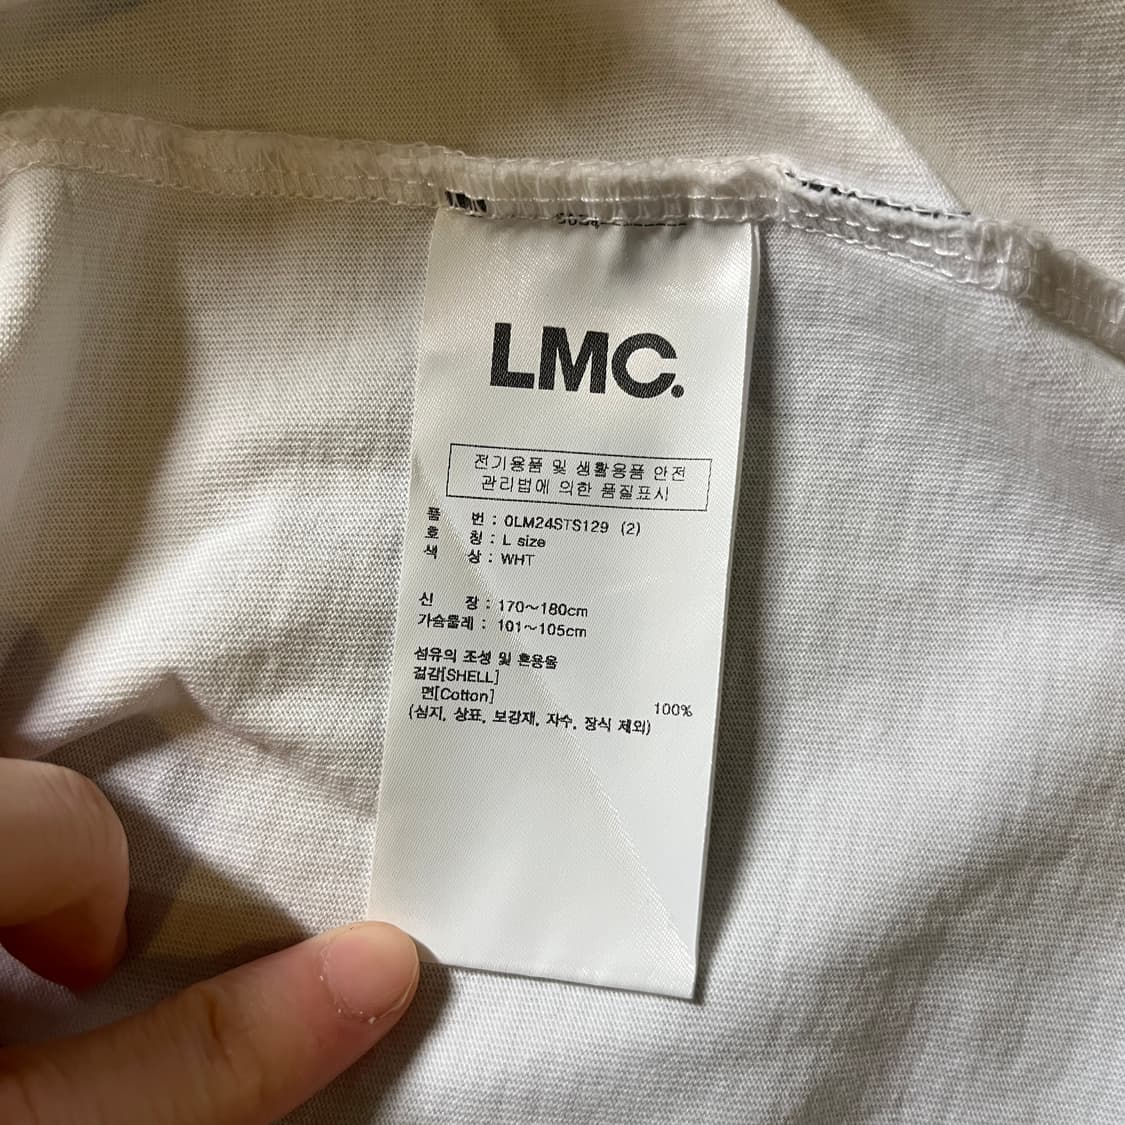 LMC.
전기용품 및 생활용품 안전
관리법에 의한 품질표시
품 번 : 0LM24STS129 (2)
호 칭 : L size
색 상 : WHT
신 장 : 170~180cm
가슴둘레 : 101~105cm
섬유의 조성 및 혼용율
겉감[SHELL]
면[Cotton] 100%
(심지, 상표, 보강재, 자수, 장식 제외)